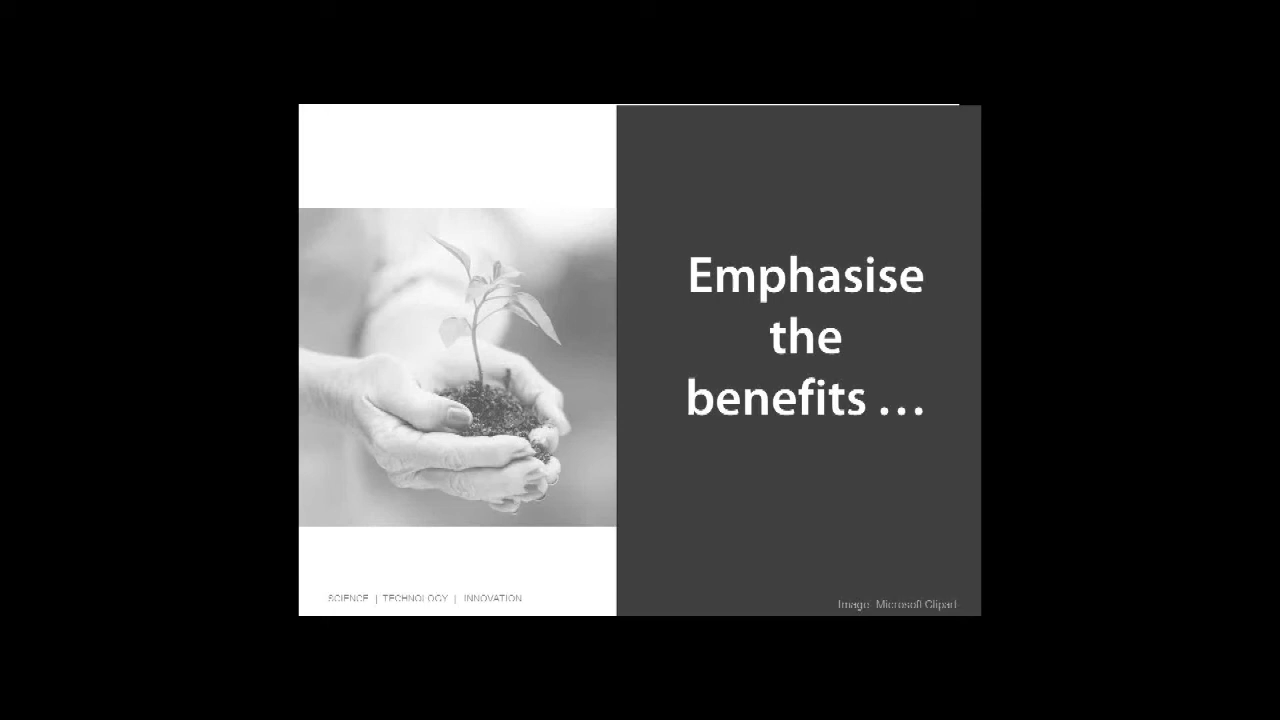 Emphasise
the
benefits …
SCIENCE | TECHNOLOGY | INNOVATION
Image: Microsoft Clipart